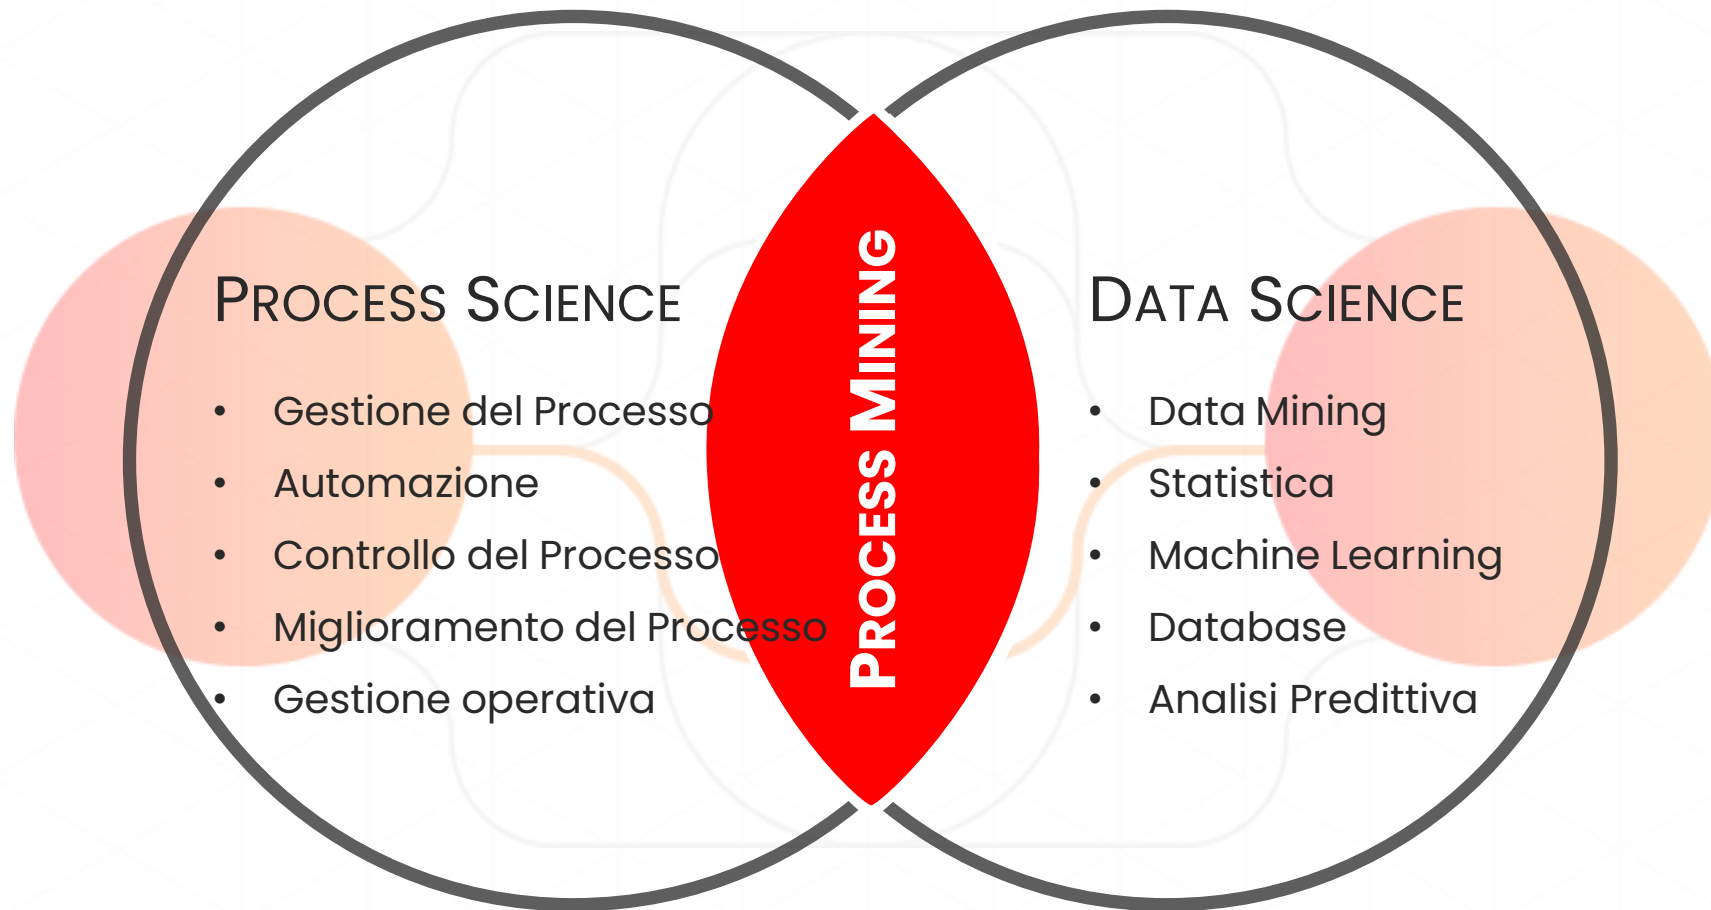 Process Science
• Gestione del Processo
• Automazione
• Controllo del Processo
• Miglioramento del Processo
• Gestione operativa
Process Mining
Data Science
• Data Mining
• Statistica
• Machine Learning
• Database
• Analisi Predittiva